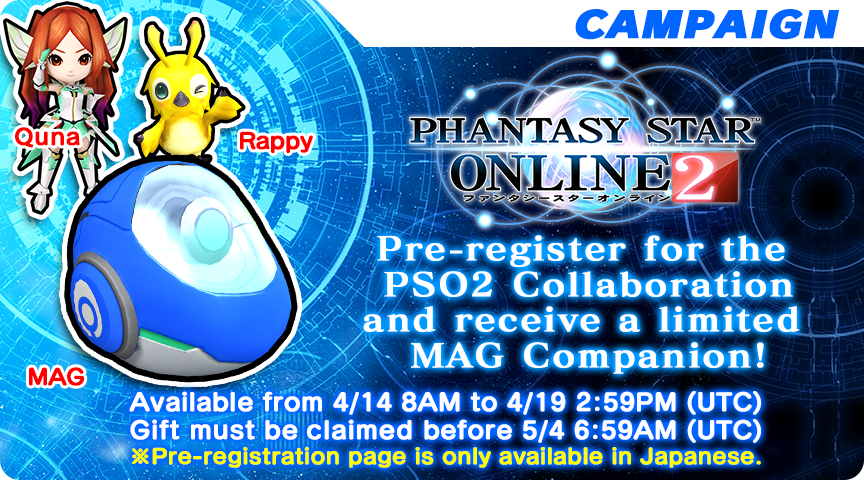 CAMPAIGN
Quna
Rappy
PHANTASY STAR™
ONLINE 2
ファンタシースターオンライン
Pre-register for the
PSO2 Collaboration
and receive a limited
MAG Companion!
MAG
Available from 4/14 8AM to 4/19 2:59PM (UTC)
Gift must be claimed before 5/4 6:59AM (UTC)
※Pre-registration page is only available in Japanese.